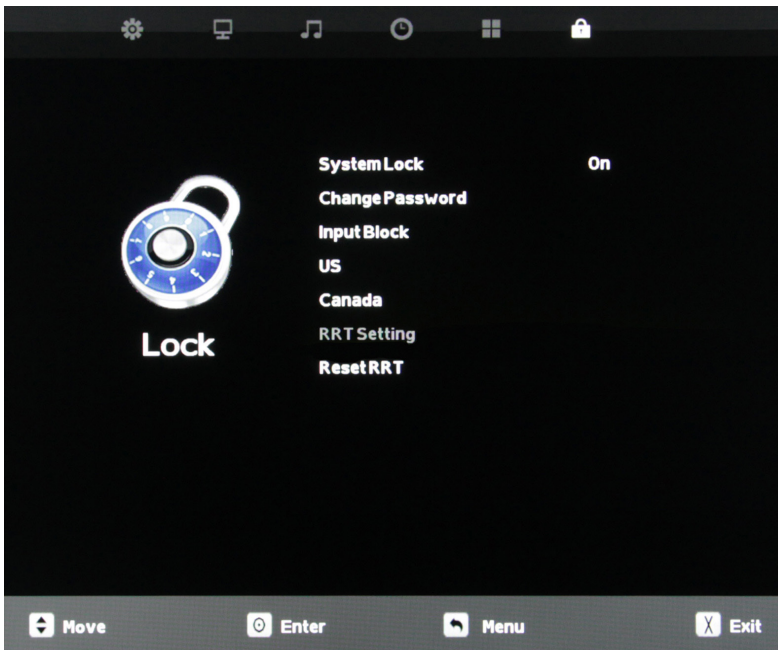 System Lock On
Change Password
Input Block
US
Canada
RRT Setting
Reset RRT
Lock
Move Enter Menu Exit